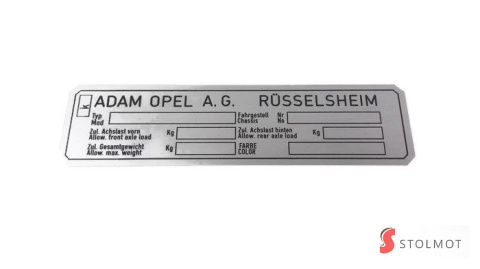 K ADAM OPEL A.G. RÜSSELSHEIM
Typ Fahrgestell Nr
Mod Chassis No
Zul. Achslast vorn Kg Zul. Achslast hinten Kg
Allow. front axle load Allow. rear axle load
Zul. Gesamtgewicht Kg FARBE
Allow. max. weight COLOR
STOLMOT